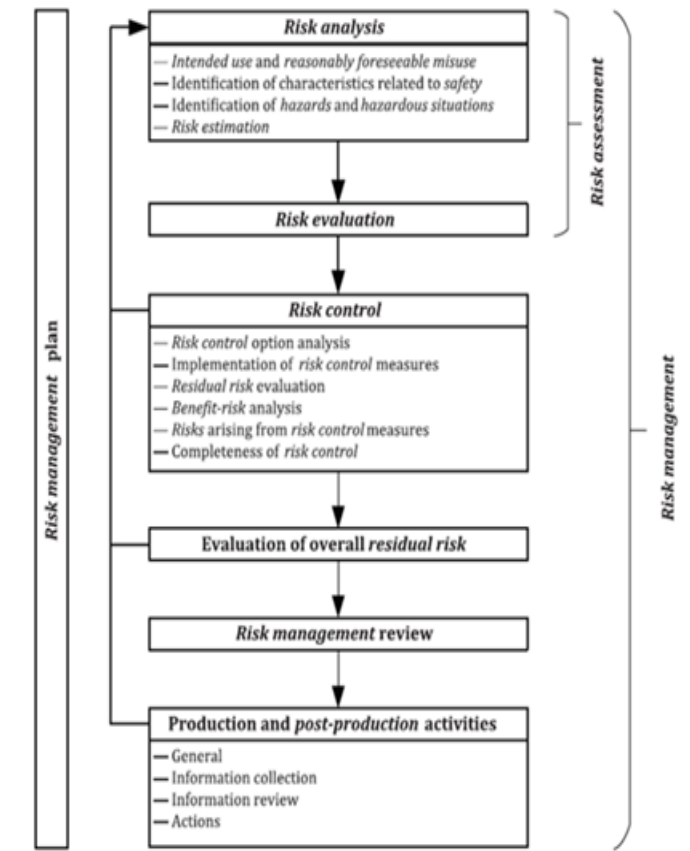 Risk management plan
Risk analysis
— Intended use and reasonably foreseeable misuse
— Identification of characteristics related to safety
— Identification of hazards and hazardous situations
— Risk estimation
Risk evaluation
Risk assessment
Risk control
— Risk control option analysis
— Implementation of risk control measures
— Residual risk evaluation
— Benefit-risk analysis
— Risks arising from risk control measures
— Completeness of risk control
Evaluation of overall residual risk
Risk management review
Production and post-production activities
— General
— Information collection
— Information review
— Actions
Risk management